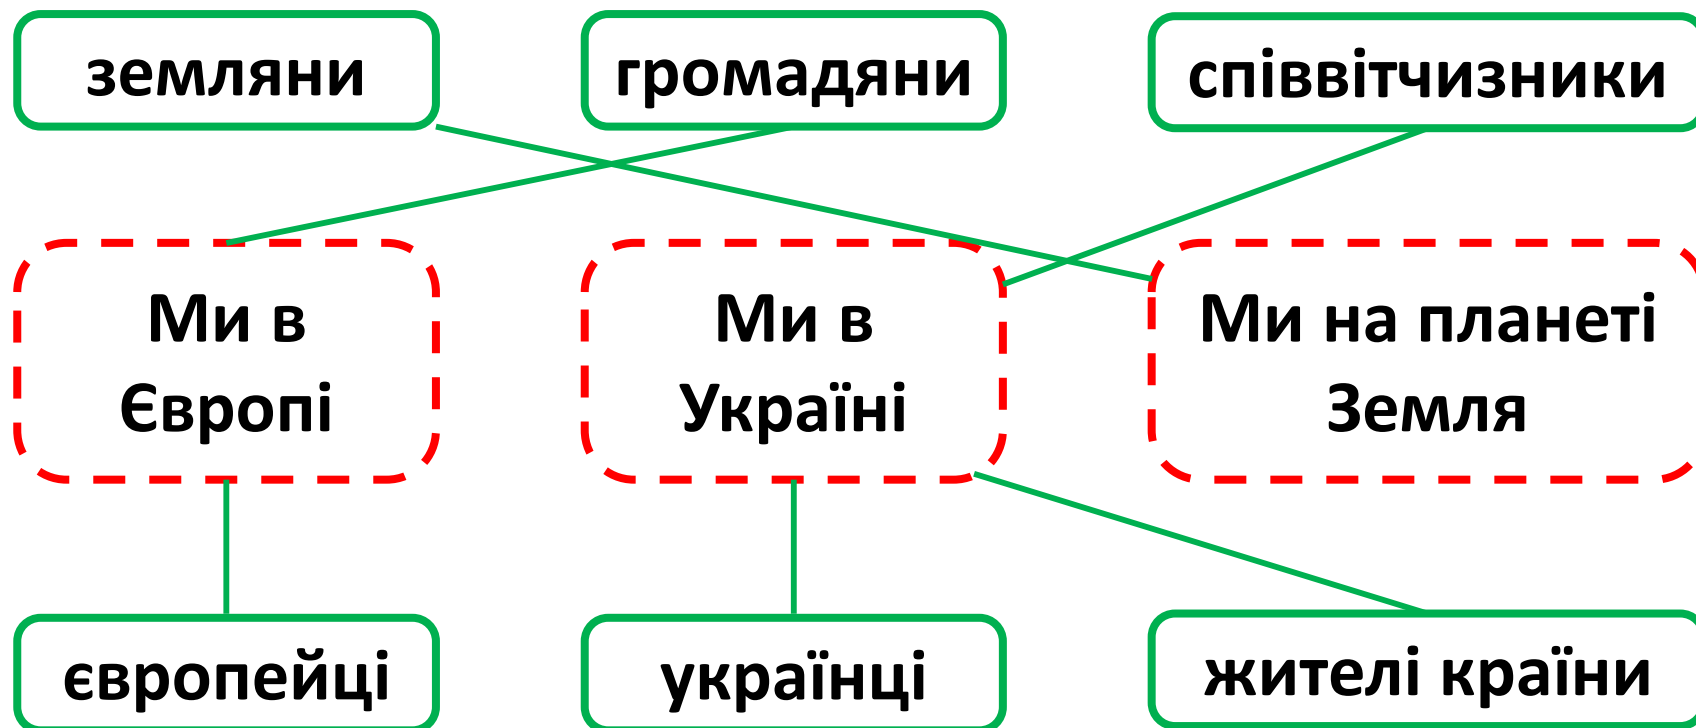 земляни
громадяни
співвітчизники
Ми в
Європі
Ми в
Україні
Ми на планеті
Земля
європейці
українці
жителі країни